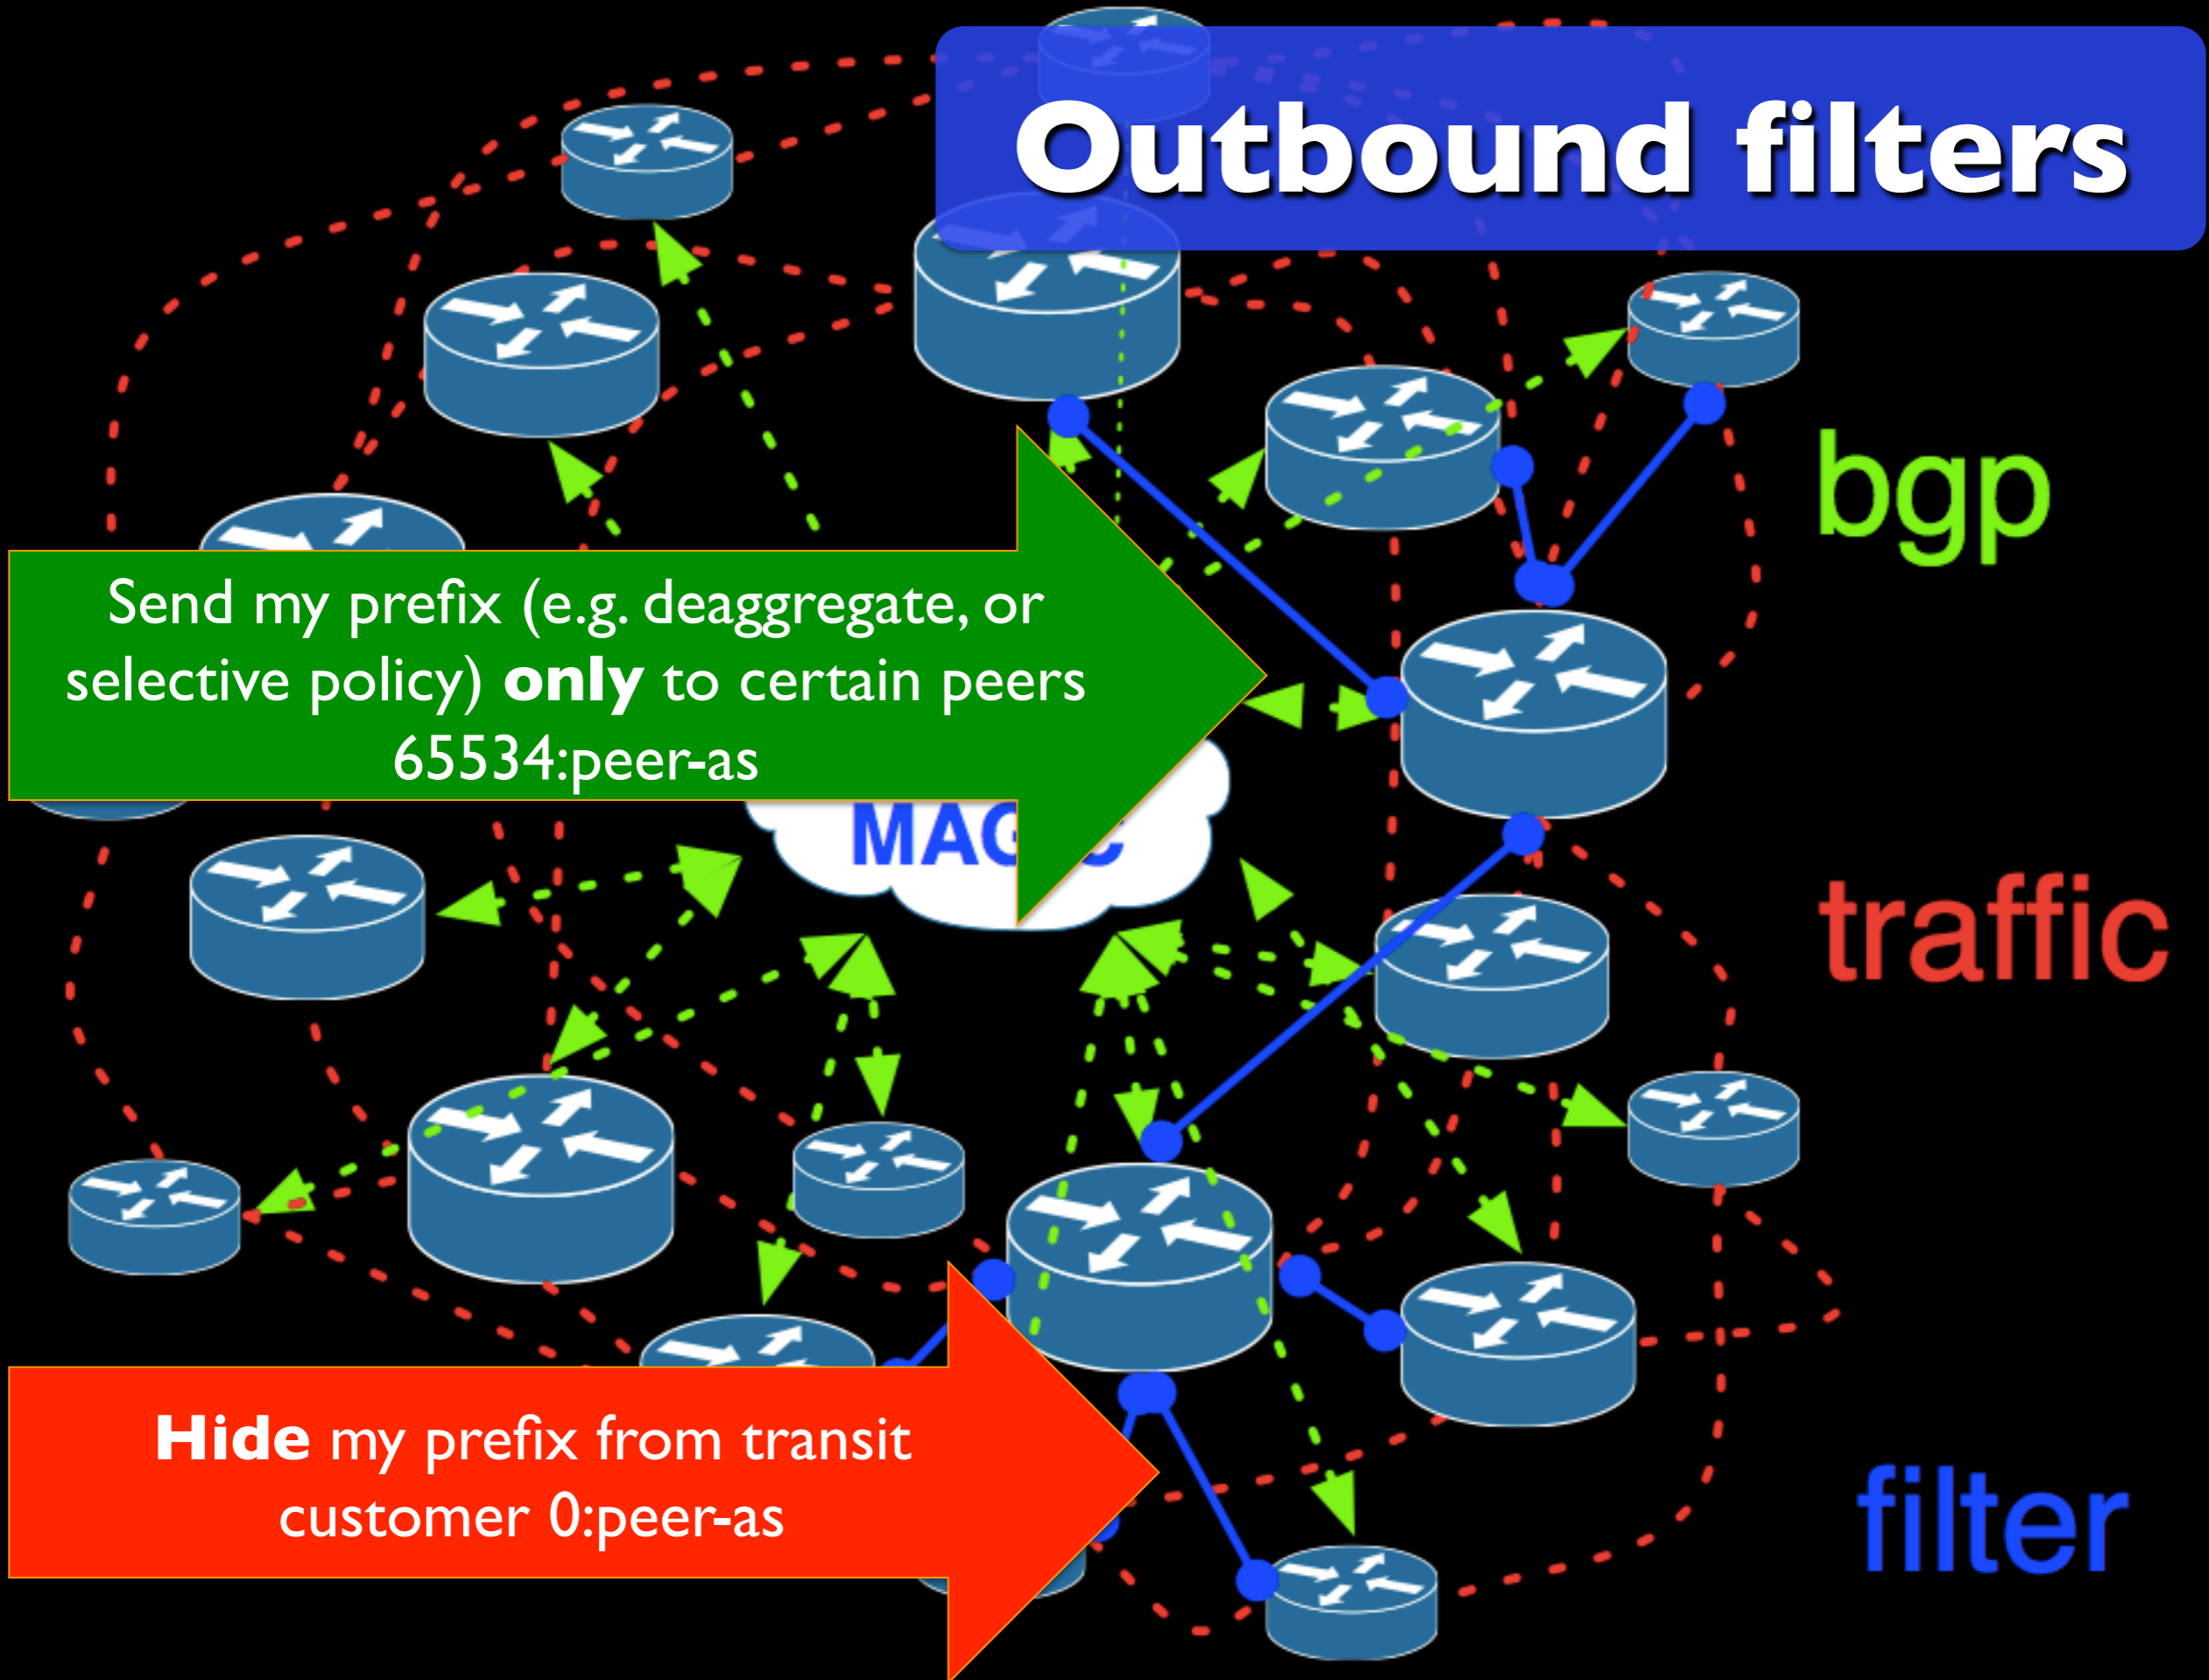 Outbound filters
bgp
Send my prefix (e.g. deaggregate, or
selective policy) only to certain peers
65534:peer-as
traffic
Hide my prefix from transit
customer 0:peer-as
filter